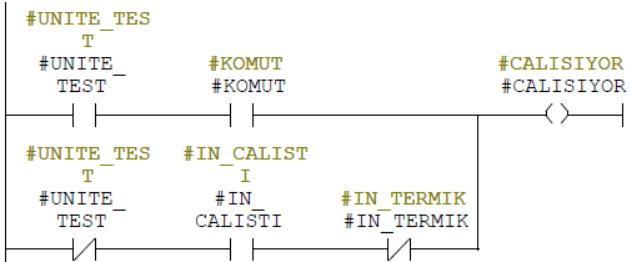 #UNITE_TES
T
#UNITE_
TEST
#KOMUT
#KOMUT
#CALISIYOR
#CALISIYOR
#UNITE_TES
T
#UNITE_
TEST
#IN_CALIST
I
#IN_
CALISTI
#IN_TERMIK
#IN_TERMIK